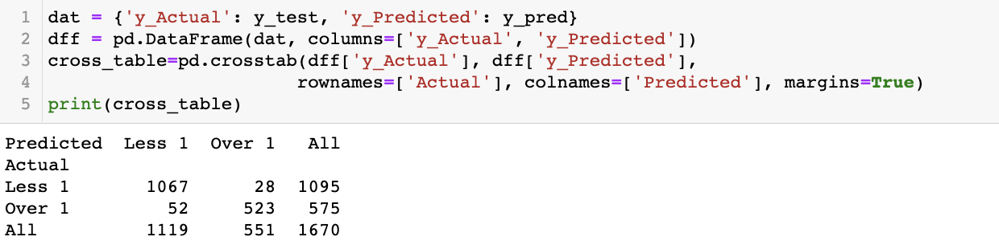 1 dat = {'y_Actual': y_test, 'y_Predicted': y_pred}
2 dff = pd.DataFrame(dat, columns=['y_Actual', 'y_Predicted'])
3 cross_table=pd.crosstab(dff['y_Actual'], dff['y_Predicted'],
4                        rownames=['Actual'], colnames=['Predicted'], margins=True)
5 print(cross_table)
Predicted  Less 1  Over 1   All
Actual
Less 1       1067      28  1095
Over 1         52     523   575
All          1119     551  1670